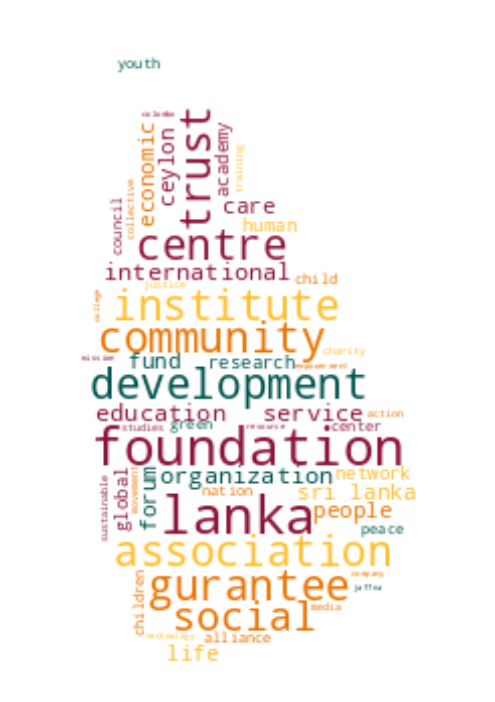 youth
colombo
trust
economic
ceylon
academy
training
collective
council
care
human
centre
international
child
justice
college
institute
community
charity
mission
fund
research
empowerment
development
education
service
action
studies
green
resource
center
foundation
organization
network
sustainable
global
movement
forum
nation
sri lanka
lanka
people
peace
association
company
gurantee
jaffna
children
social
media
technology
alliance
life